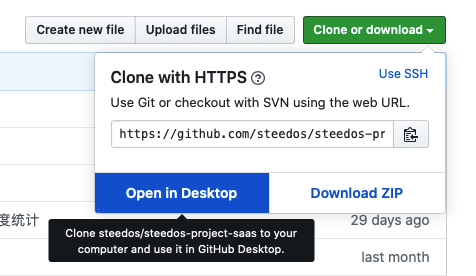 Create new file Upload files Find file Clone or download
Clone with HTTPS Use SSH
Use Git or checkout with SVN using the web URL.
https://github.com/steedos/steedos-pr
Open in Desktop Download ZIP
Clone steedos/steedos-project-saas to your
computer and use it in GitHub Desktop.
度统计 29 days ago
last month